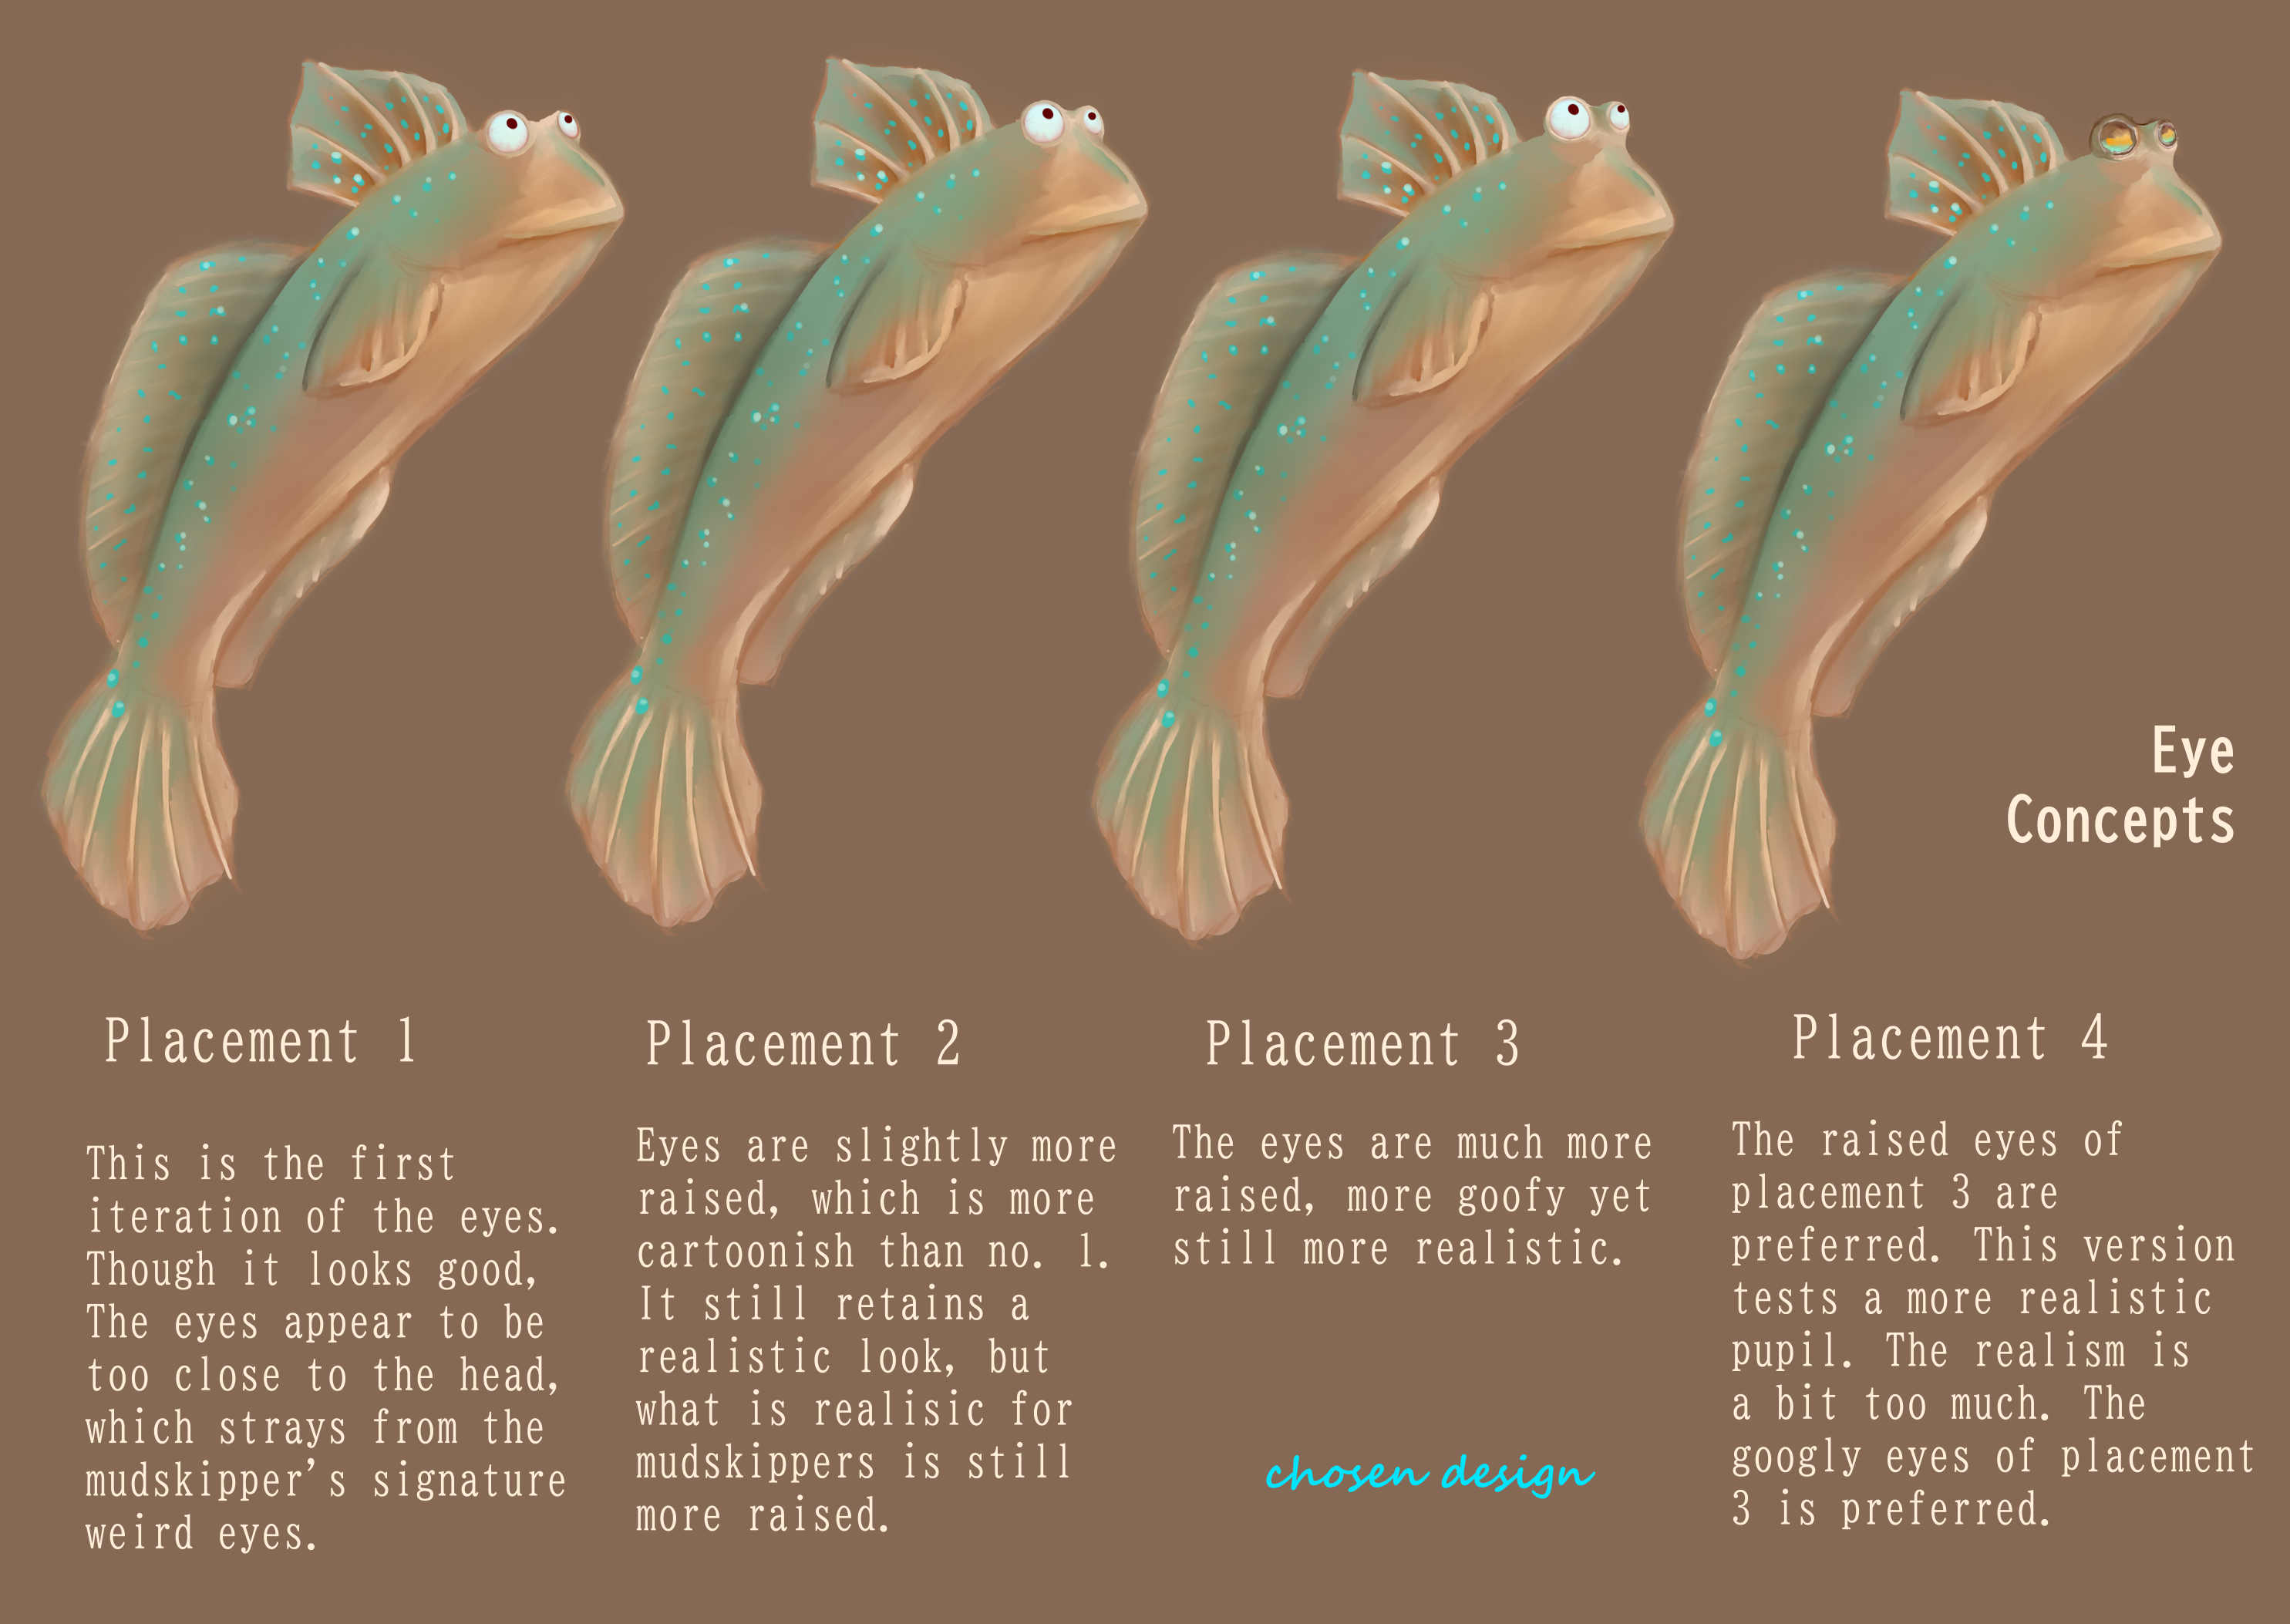 Eye
Concepts
Placement 1
This is the first
iteration of the eyes.
Though it looks good,
The eyes appear to be
too close to the head,
which strays from the
mudskipper's signature
weird eyes.
Placement 2
Eyes are slightly more
raised, which is more
cartoonish than no. 1.
It still retains a
realistic look, but
what is realisic for
mudskippers is still
more raised.
Placement 3
The eyes are much more
raised, more goofy yet
still more realistic.
chosen design
Placement 4
The raised eyes of
placement 3 are
preferred. This version
tests a more realistic
pupil. The realism is
a bit too much. The
googly eyes of placement
3 is preferred.